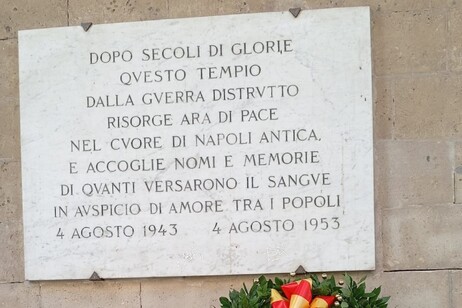 DOPO SECOLI DI GLORIE
QVESTO TEMPIO
DALLA GVERRA DISTRVTTO
RISORGE ARA DI PACE
NEL CVORE DI NAPOLI ANTICA.
E ACCOGLIE NOMI E MEMORIE
DI QVANTI VERSARONO IL SANGVE
IN AVSPICIO DI AMORE TRA I POPOLI
4 AGOSTO 1943 4 AGOSTO 1953